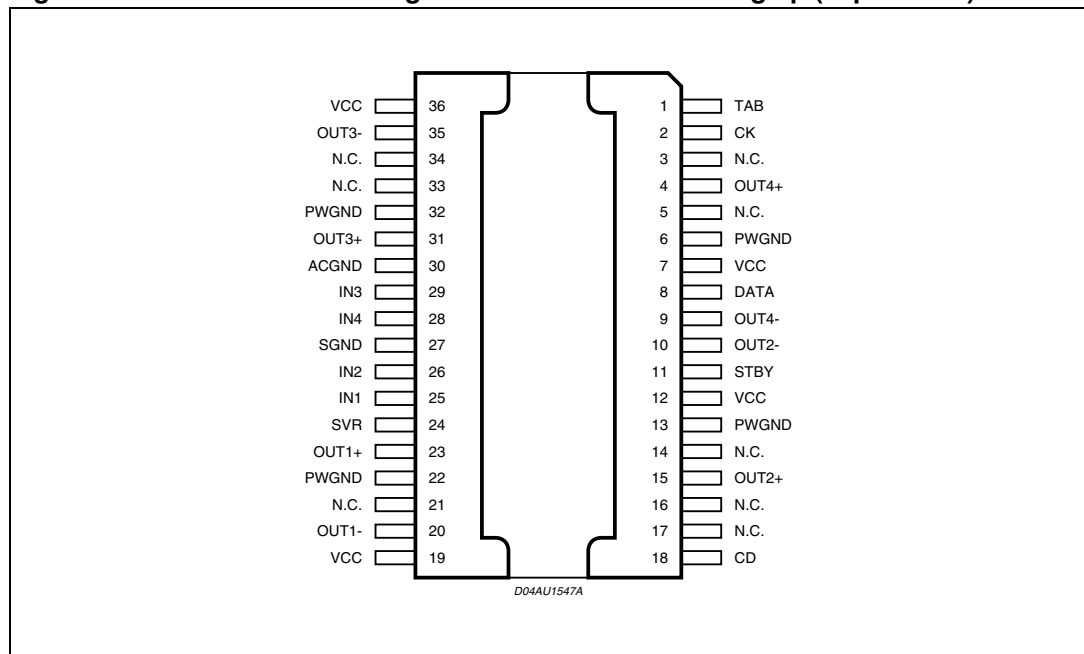 VCC 36 1 TAB
OUT3- 35 2 CK
N.C. 34 3 N.C.
N.C. 33 4 OUT4+
PWGND 32 5 N.C.
OUT3+ 31 6 PWGND
ACGND 30 7 VCC
IN3 29 8 DATA
IN4 28 9 OUT4-
SGND 27 10 OUT2-
IN2 26 11 STBY
IN1 25 12 VCC
SVR 24 13 PWGND
OUT1+ 23 14 N.C.
PWGND 22 15 OUT2+
N.C. 21 16 N.C.
OUT1- 20 17 N.C.
VCC 19 18 CD
D04AU1547A